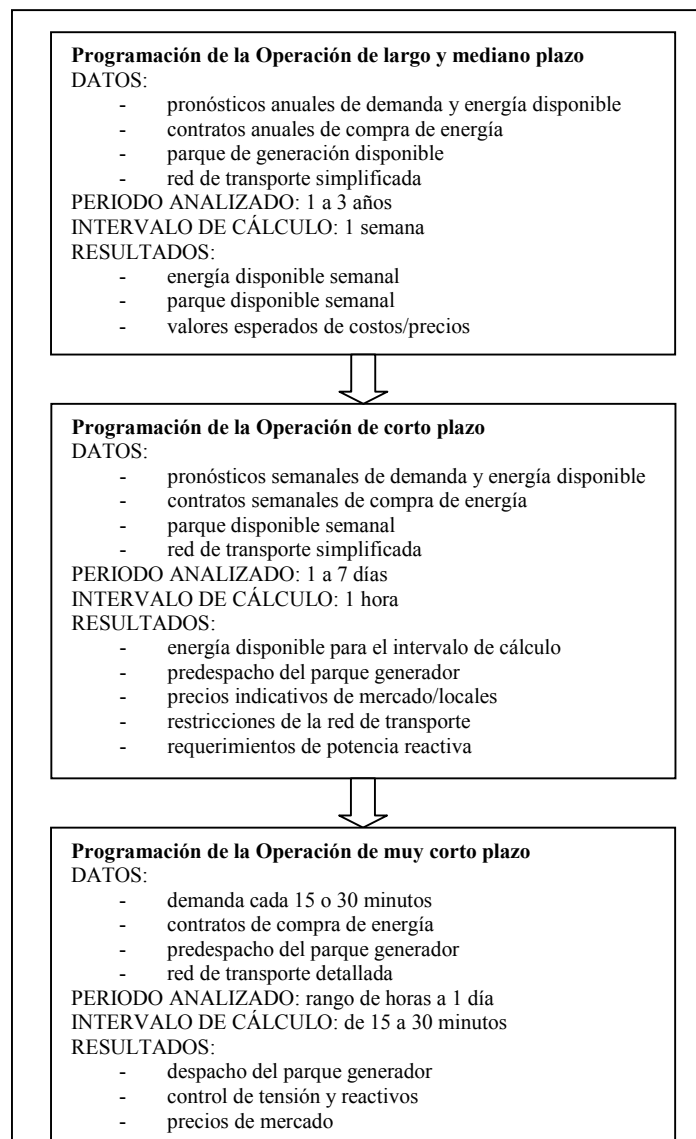 Programación de la Operación de largo y mediano plazo
DATOS:
- pronósticos anuales de demanda y energía disponible
- contratos anuales de compra de energía
- parque de generación disponible
- red de transporte simplificada
PERIODO ANALIZADO: 1 a 3 años
INTERVALO DE CÁLCULO: 1 semana
RESULTADOS:
- energía disponible semanal
- parque disponible semanal
- valores esperados de costos/precios
Programación de la Operación de corto plazo
DATOS:
- pronósticos semanales de demanda y energía disponible
- contratos semanales de compra de energía
- parque disponible semanal
- red de transporte simplificada
PERIODO ANALIZADO: 1 a 7 días
INTERVALO DE CÁLCULO: 1 hora
RESULTADOS:
- energía disponible para el intervalo de cálculo
- predespacho del parque generador
- precios indicativos de mercado/locales
- restricciones de la red de transporte
- requerimientos de potencia reactiva
Programación de la Operación de muy corto plazo
DATOS:
- demanda cada 15 o 30 minutos
- contratos de compra de energía
- predespacho del parque generador
- red de transporte detallada
PERIODO ANALIZADO: rango de horas a 1 día
INTERVALO DE CÁLCULO: de 15 a 30 minutos
RESULTADOS:
- despacho del parque generador
- control de tensión y reactivos
- precios de mercado